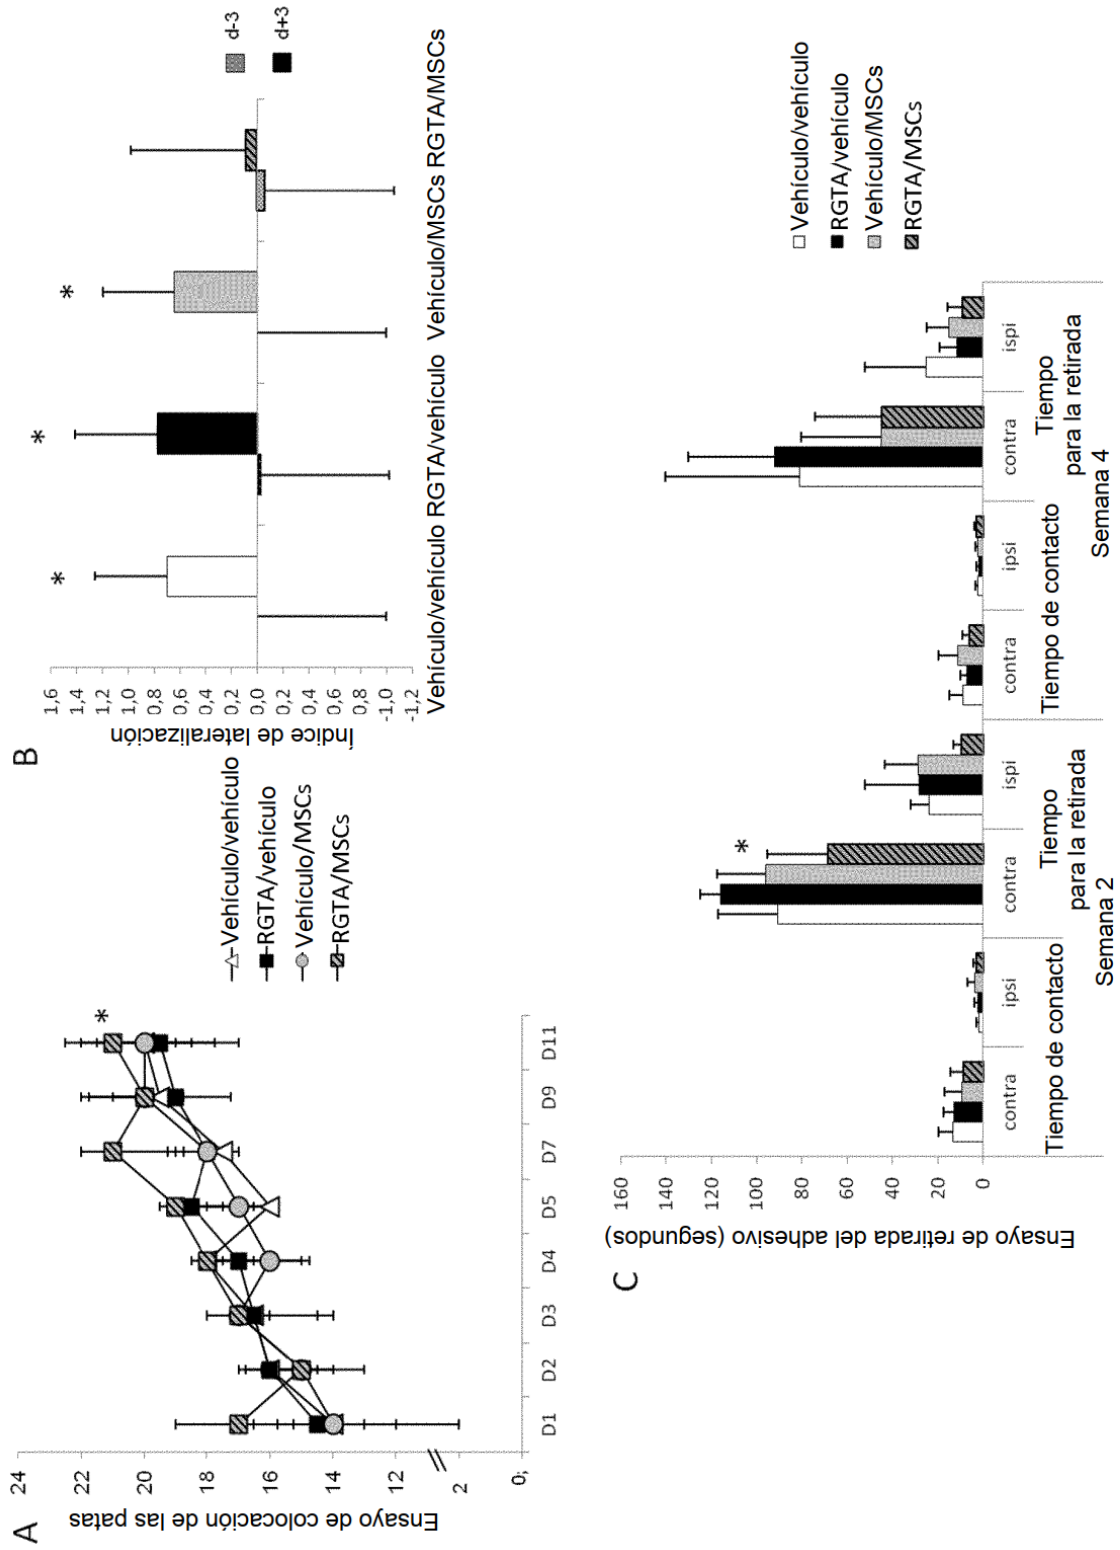 A
Ensayo de colocación de las patas
24
22
20
18
16
14
12
2
0;
D1 D2 D3 D4 D5 D7 D9 D11
*
Vehículo/vehículo
RGTA/vehículo
Vehículo/MSCs
RGTA/MSCs
B
Índice de lateralización
1,6
1,4
1,2
1,0
0,8
0,6
0,4
0,2
0,0
0,2
0,4
0,6
0,8
-1,0
-1,2
* * *
Vehículo/vehículo RGTA/vehículo Vehículo/MSCs RGTA/MSCs
d-3
d+3
C
Ensayo de retirada del adhesivo (segundos)
160
140
120
100
80
60
40
20
0
*
contra ipsi contra ispi contra ipsi contra ispi
Tiempo de contacto Tiempo para la retirada Tiempo de contacto Tiempo para la retirada
Semana 2 Semana 4
Vehículo/vehículo
RGTA/vehículo
Vehículo/MSCs
RGTA/MSCs